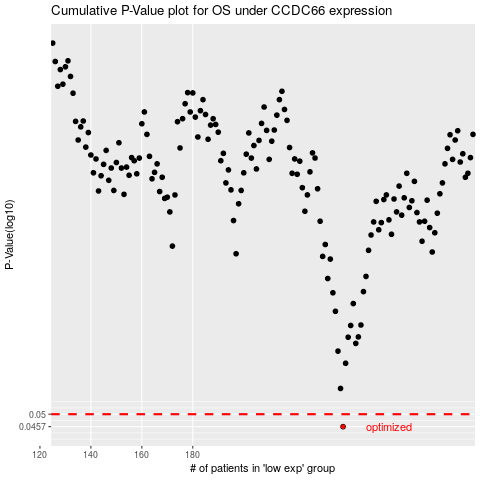 Cumulative P-Value plot for OS under CCDC66 expression
P-Value(log10)
optimized
0.05
0.0457
120 140 160 180
# of patients in 'low exp' group